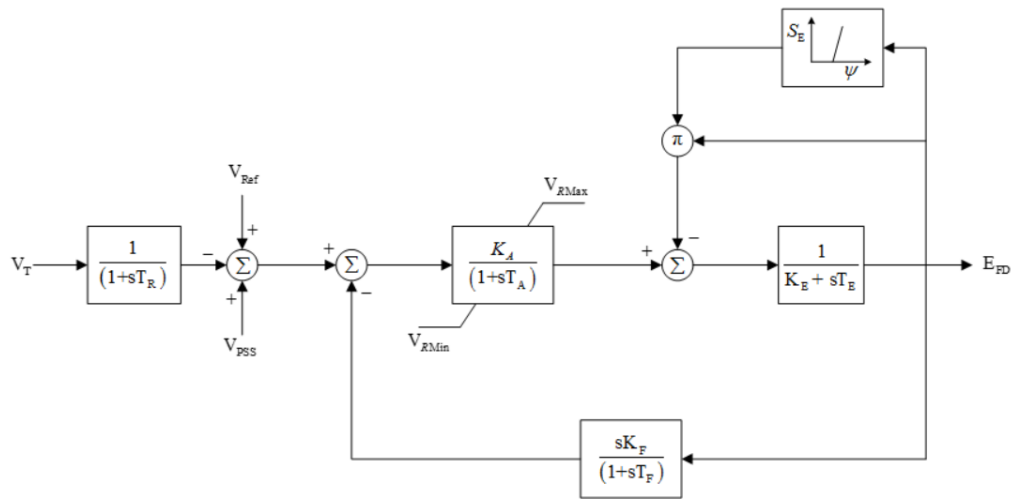 S_E
ψ
π
V_Ref
V_RMax
+
−
+
+
−
+
V_T
1
(1+sT_R)
Σ
Σ
K_A
(1+sT_A)
Σ
1
K_E + sT_E
E_FD
+
−
V_PSS
V_RMin
sK_F
(1+sT_F)